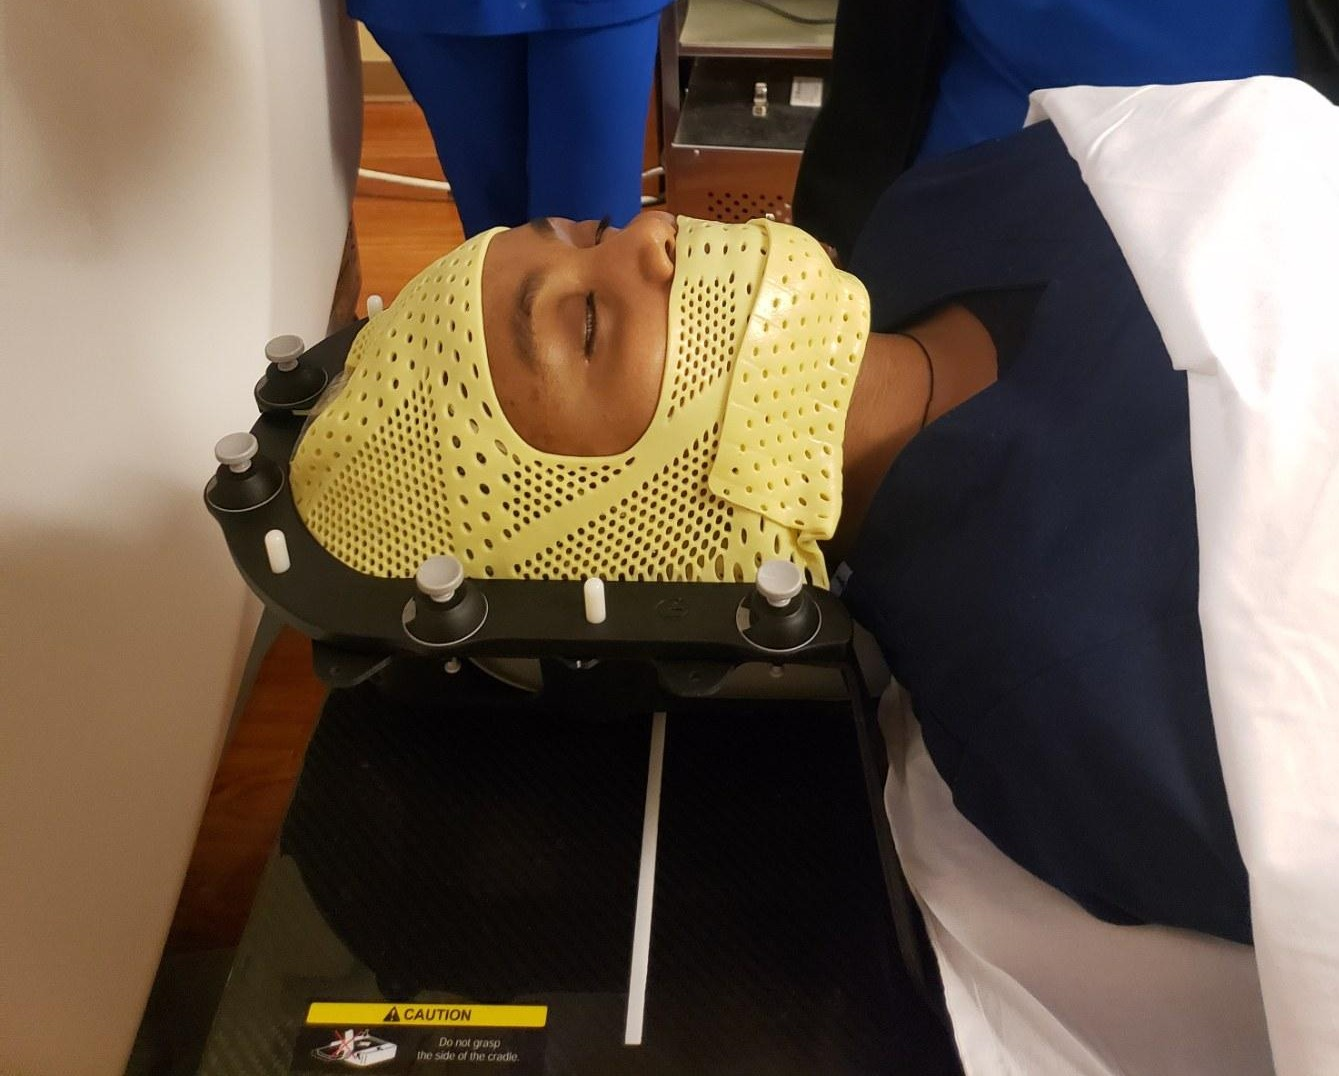 CAUTION
Do not grasp
the side of the cradle.